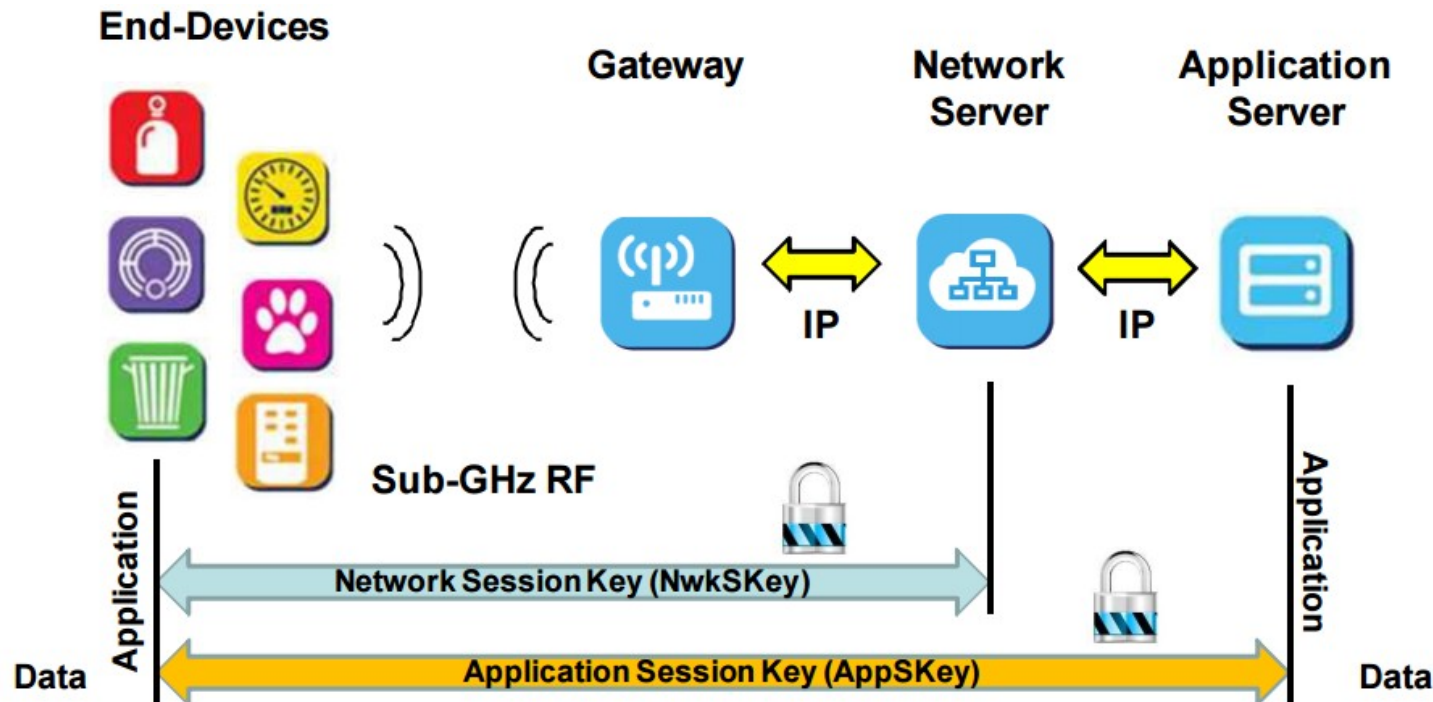 End-Devices
Gateway
Network
Server
Application
Server
IP
IP
Sub-GHz RF
Application
Application
Network Session Key (NwkSKey)
Data
Application Session Key (AppSKey)
Data